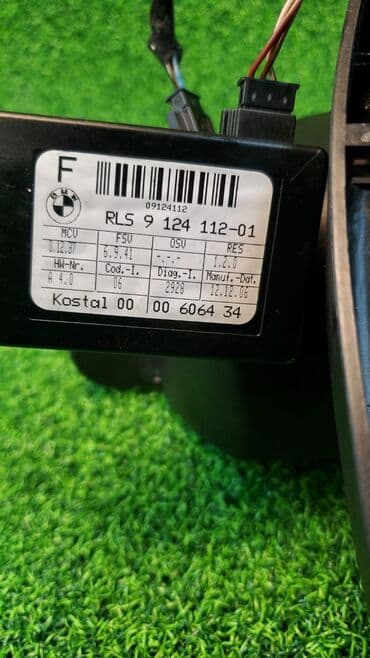 F
09124112
BMW
RLS 9 124 112-01
MCV FSV OSV RES
0.12.37 6.9.41 -.-.- 1.2.0
HW-Nr. Cod.-I. Diag.-I. Manut.-Dat.
A 4.0 06 2928 12.12.06
Kostal 00 00 6064 34